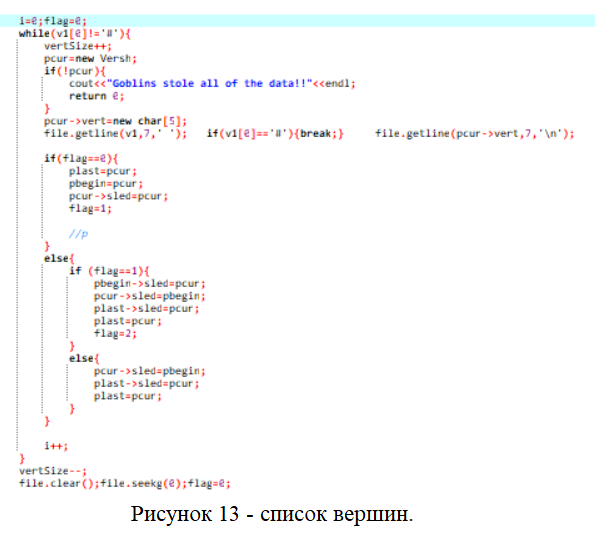 i=0;flag=0;
while(v1[0]!='#'){
vertSize++;
pcur=new Versh;
if(!pcur){
cout<<"Goblins stole all of the data!!"<<endl;
return 0;
}
pcur->vert=new char[5];
file.getline(v1,7,' '); if(v1[0]=='#'){break;} file.getline(pcur->vert,7,'\n');
if(flag==0){
plast=pcur;
pbegin=pcur;
pcur->sled=pcur;
flag=1;
//p
}
else{
if (flag==1){
pbegin->sled=pcur;
pcur->sled=pbegin;
plast->sled=pcur;
plast=pcur;
flag=2;
}
else{
pcur->sled=pbegin;
plast->sled=pcur;
plast=pcur;
}
}
i++;
}
vertSize--;
file.clear();file.seekg(0);flag=0;
Рисунок 13 - список вершин.